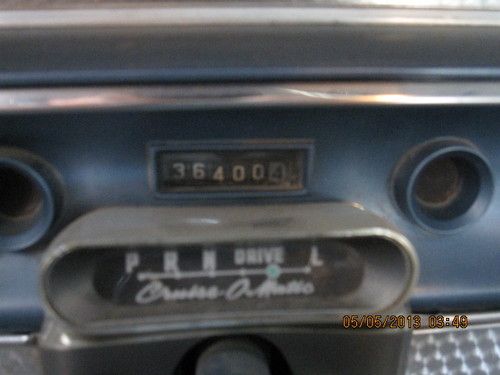 364004
P R N DRIVE L
Cruise-O-Matic
05/05/2013 03:49